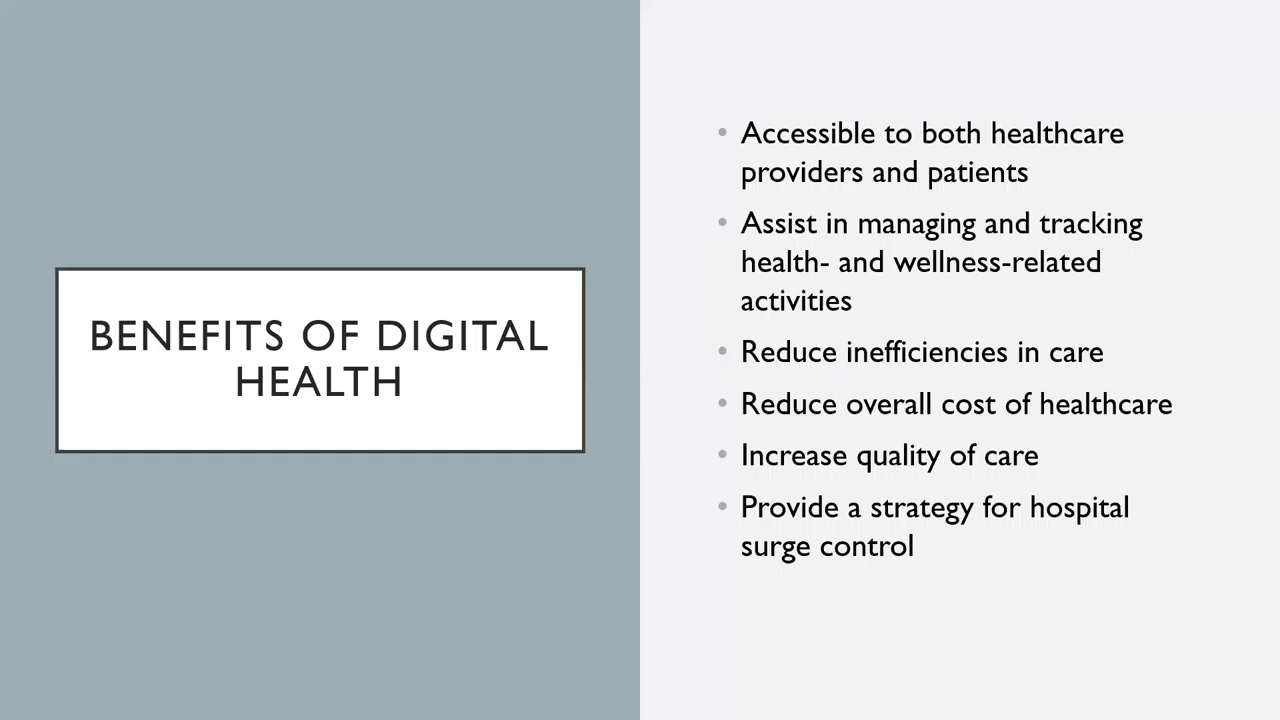 BENEFITS OF DIGITAL
HEALTH
• Accessible to both healthcare
providers and patients
• Assist in managing and tracking
health- and wellness-related
activities
• Reduce inefficiencies in care
• Reduce overall cost of healthcare
• Increase quality of care
• Provide a strategy for hospital
surge control